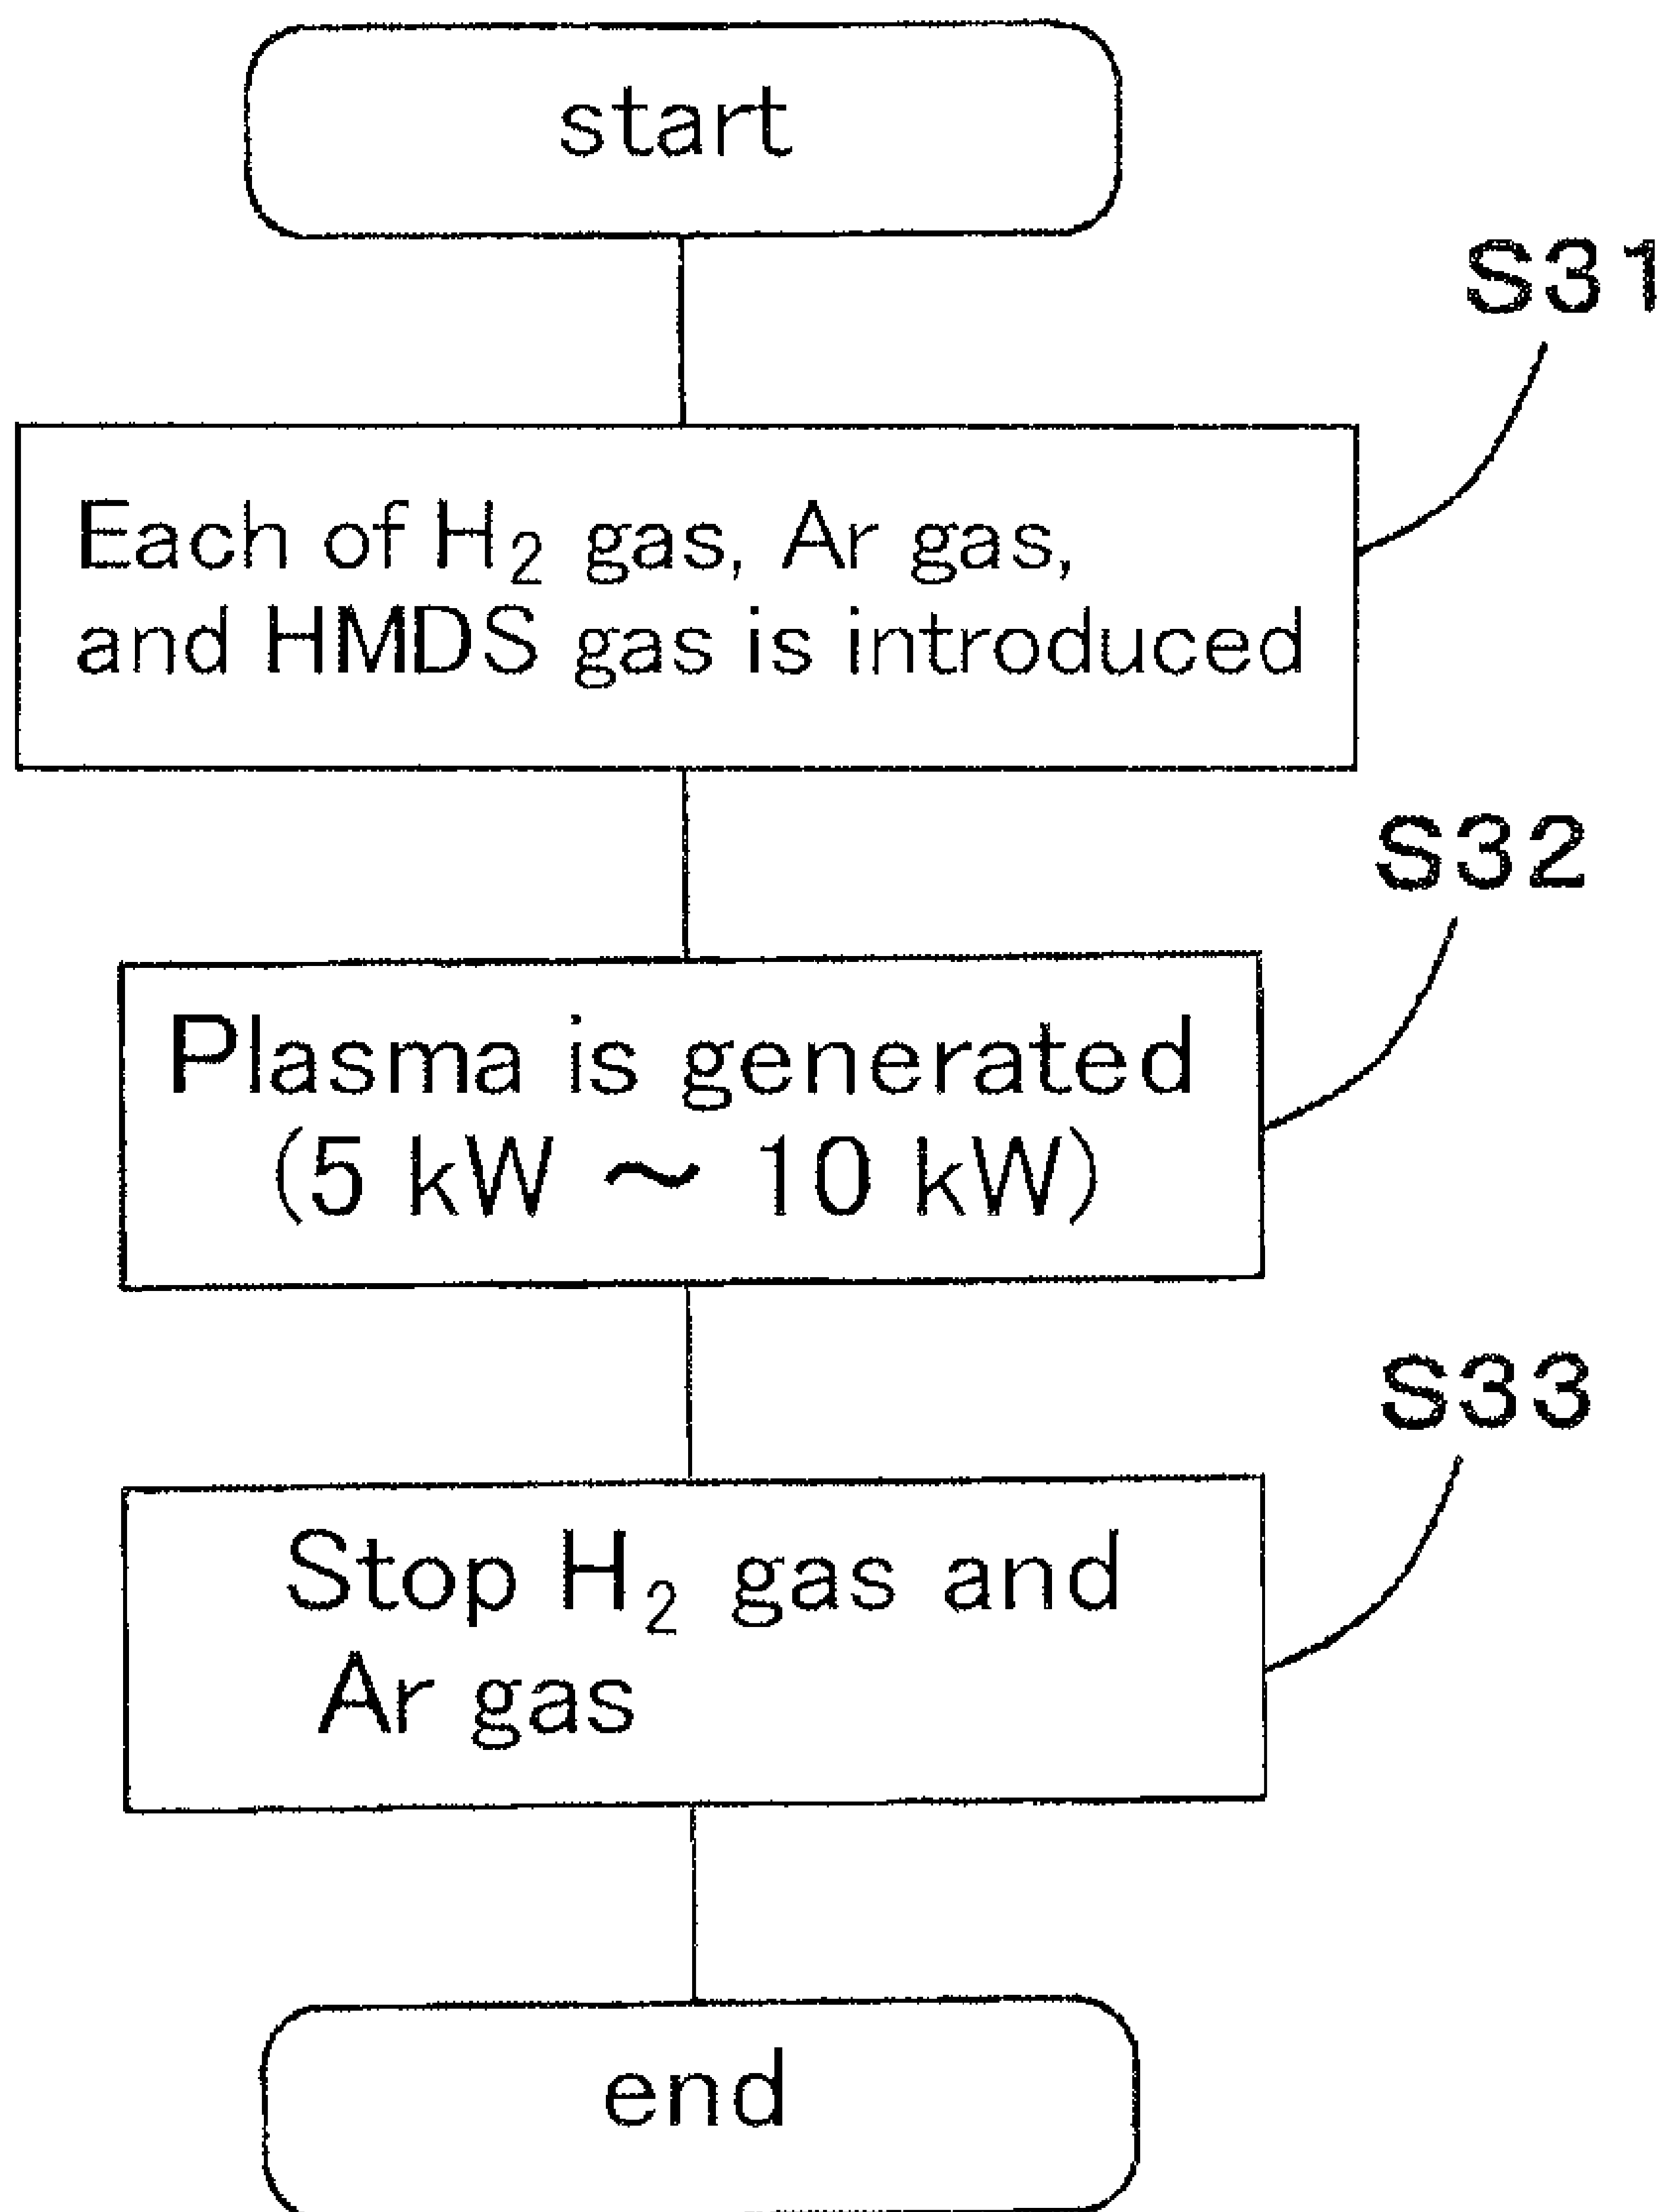 start
S31
Each of H₂ gas, Ar gas,
and HMDS gas is introduced
S32
Plasma is generated
(5 kW ~ 10 kW)
S33
Stop H₂ gas and
Ar gas
end